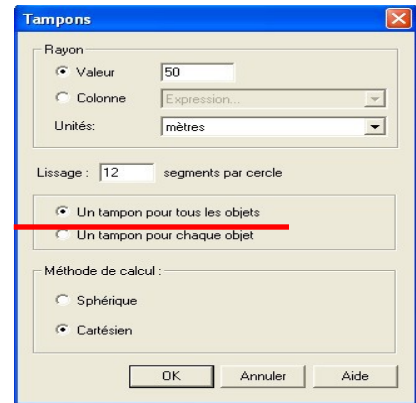 Tampons
Rayon
Valeur 50
Colonne Expression...
Unités: mètres
Lissage : 12 segments par cercle
Un tampon pour tous les objets
Un tampon pour chaque objet
Méthode de calcul :
Sphérique
Cartésien
OK Annuler Aide